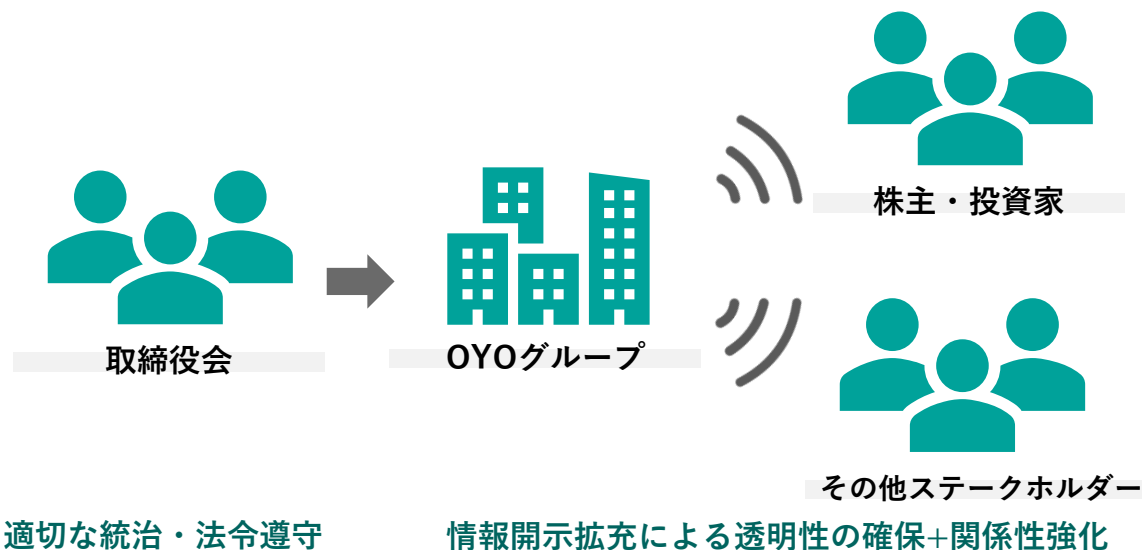 株主・投資家
取締役会
OYOグループ
その他ステークホルダー
適切な統治・法令遵守
情報開示拡充による透明性の確保+関係性強化